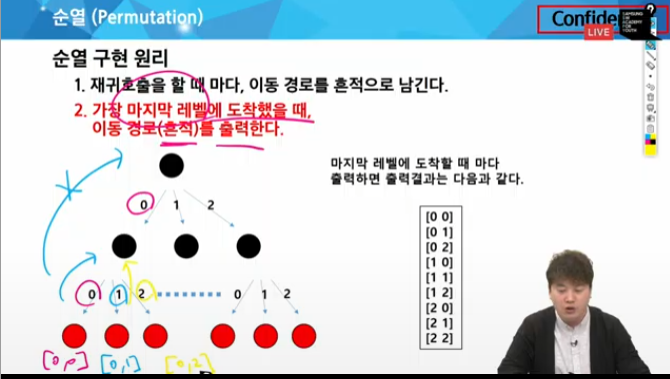 순열 (Permutation)
Confiden
SAMSUNG
SW ACADEMY
FOR
YOUTH
LIVE
순열 구현 원리
1. 재귀호출을 할 때 마다, 이동 경로를 흔적으로 남긴다.
2. 가장 마지막 레벨에 도착했을 때,
이동 경로(흔적)를 출력한다.
마지막 레벨에 도착할 때 마다
출력하면 출력결과는 다음과 같다.
0 1 2
0 1 2 0 1 2
[0 0]
[0 1]
[0 2]
[1 0]
[1 1]
[1 2]
[2 0]
[2 1]
[2 2]
[0,0] [0,1] [0,2]